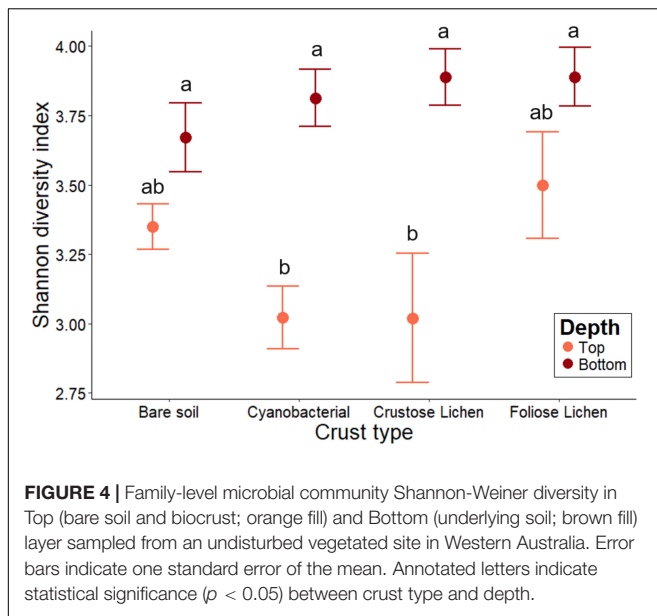 4.00
3.75
3.50
3.25
3.00
2.75
Shannon diversity index
a
a
a
a
ab
ab
b
b
Depth
Top
Bottom
Bare soil
Cyanobacterial
Crustose Lichen
Foliose Lichen
Crust type
FIGURE 4 | Family-level microbial community Shannon-Weiner diversity in
Top (bare soil and biocrust; orange fill) and Bottom (underlying soil; brown fill)
layer sampled from an undisturbed vegetated site in Western Australia. Error
bars indicate one standard error of the mean. Annotated letters indicate
statistical significance (p < 0.05) between crust type and depth.